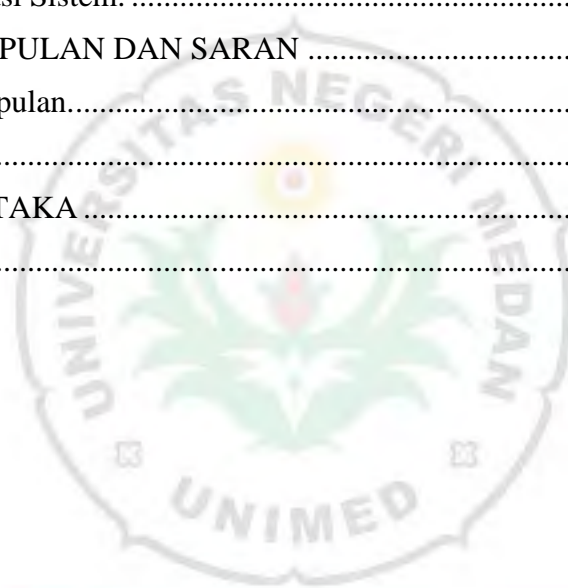 si Sistem. ........................................................
PULAN DAN SARAN ..................................
pulan...............................................................
........................................................................
TAKA ..............................................................
........................................................................
UNIVERSITAS NEGERI MEDAN
UNIMED